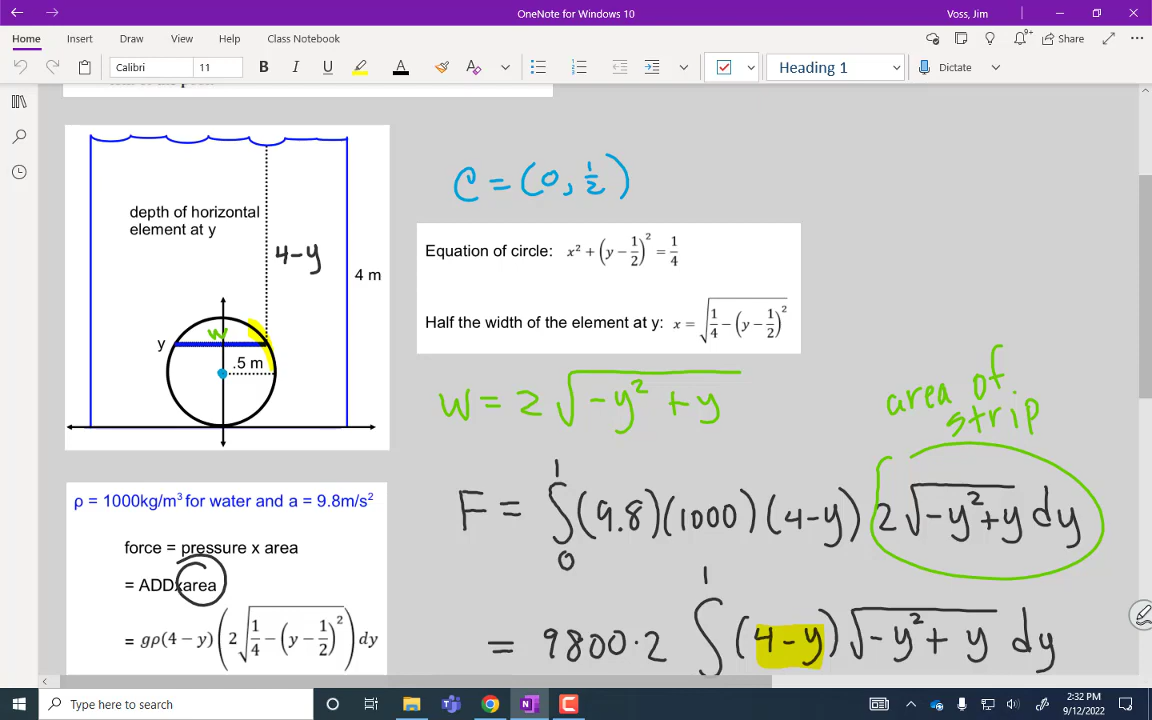 OneNote for Windows 10
Voss, Jim
Home Insert Draw View Help Class Notebook
Share
Calibri 11 B I U A Heading 1 Dictate
depth of horizontal
element at y
4-y
4 m
w
y
.5 m
C = (0, 1/2)
Equation of circle: x² + (y − 1/2)² = 1/4
Half the width of the element at y: x = √(1/4 − (y − 1/2)²)
w = 2√(-y² + y)
area of
strip
ρ = 1000kg/m³ for water and a = 9.8m/s²
force = pressure x area
= ADDxarea
= gρ(4 − y)(2√(1/4 − (y − 1/2)²))dy
F = ∫₀¹ (9.8)(1000)(4-y) 2√(-y²+y) dy
= 9800·2 ∫¹ (4-y)√(-y²+y) dy
Type here to search
2:32 PM
9/12/2022